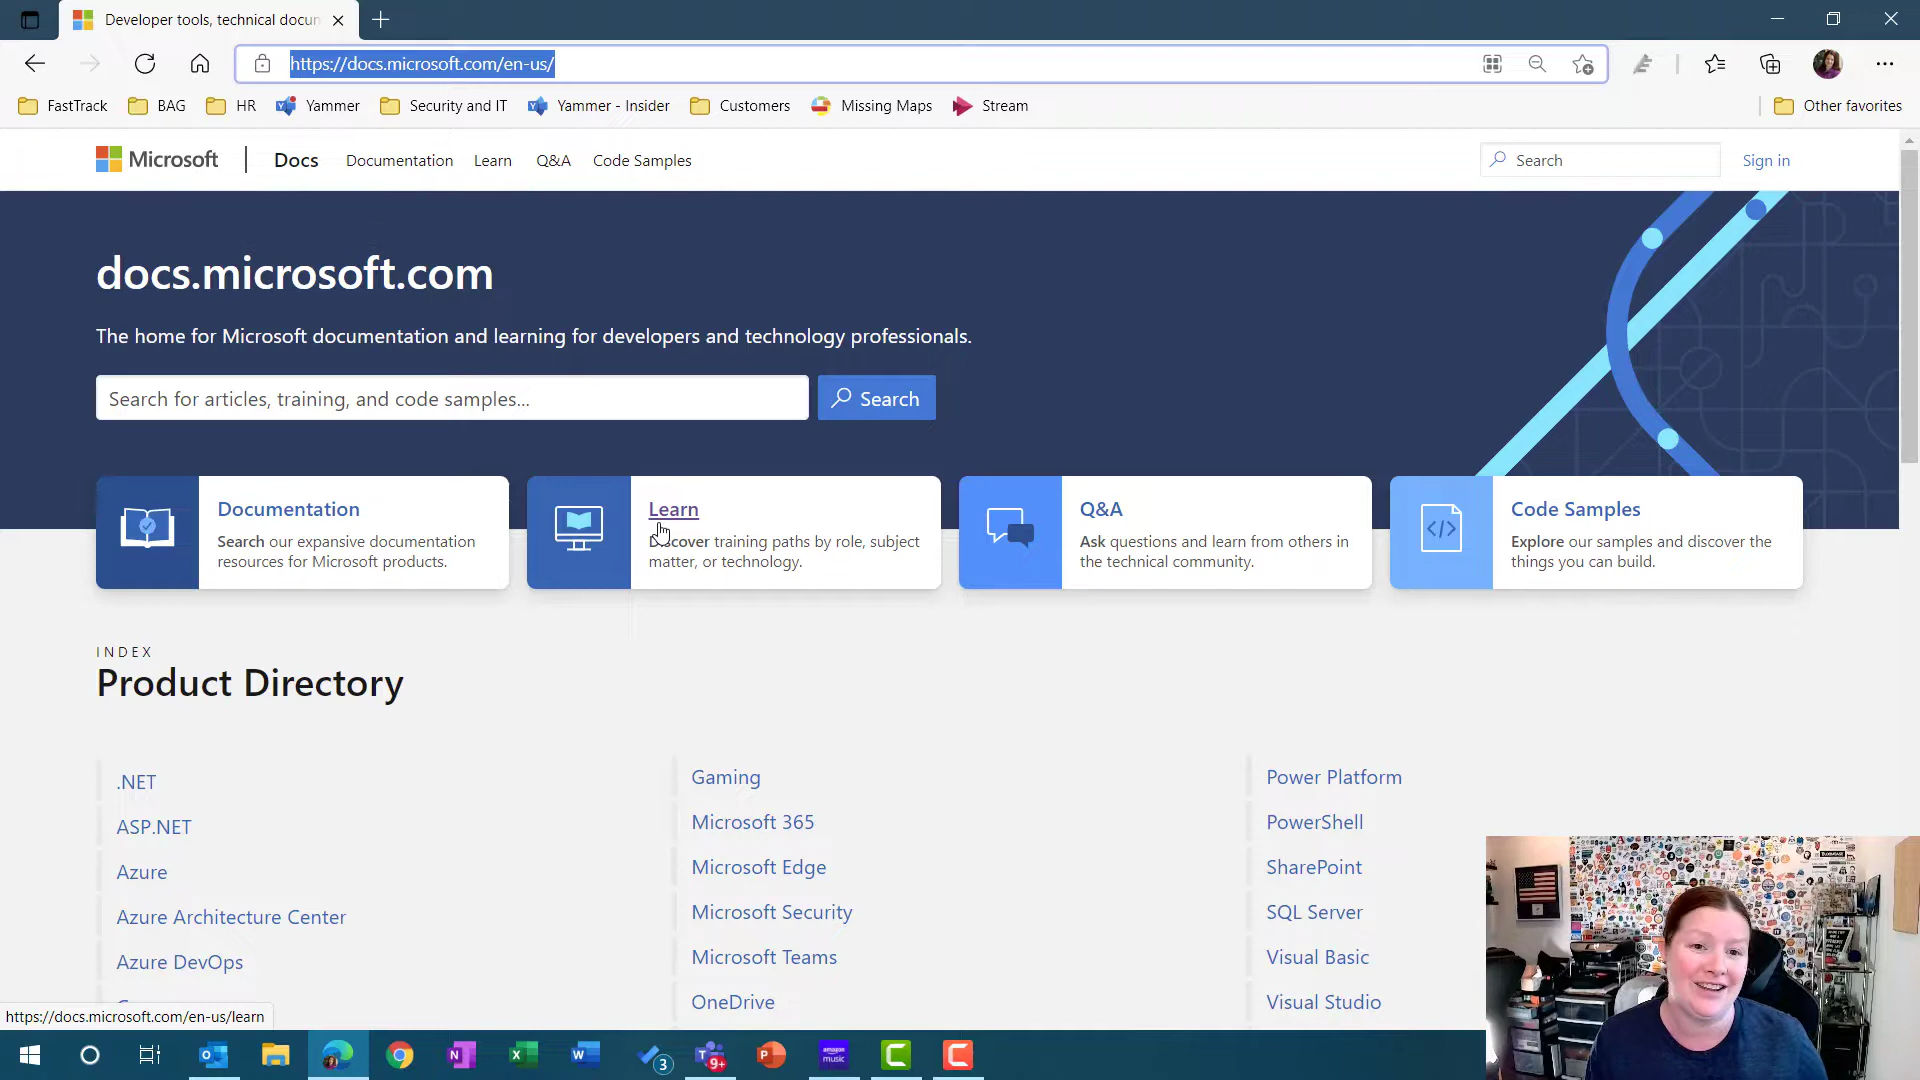 Developer tools, technical docun
https://docs.microsoft.com/en-us/
FastTrack BAG HR Yammer Security and IT Yammer - Insider Customers Missing Maps Stream Other favorites
Microsoft Docs Documentation Learn Q&A Code Samples Search Sign in
docs.microsoft.com
The home for Microsoft documentation and learning for developers and technology professionals.
Search for articles, training, and code samples... Search
Documentation
Search our expansive documentation
resources for Microsoft products.
Learn
Discover training paths by role, subject
matter, or technology.
Q&A
Ask questions and learn from others in
the technical community.
Code Samples
Explore our samples and discover the
things you can build.
INDEX
Product Directory
.NET
ASP.NET
Azure
Azure Architecture Center
Azure DevOps
Gaming
Microsoft 365
Microsoft Edge
Microsoft Security
Microsoft Teams
OneDrive
Power Platform
PowerShell
SharePoint
SQL Server
Visual Basic
Visual Studio
https://docs.microsoft.com/en-us/learn
3
9+
amazon
music